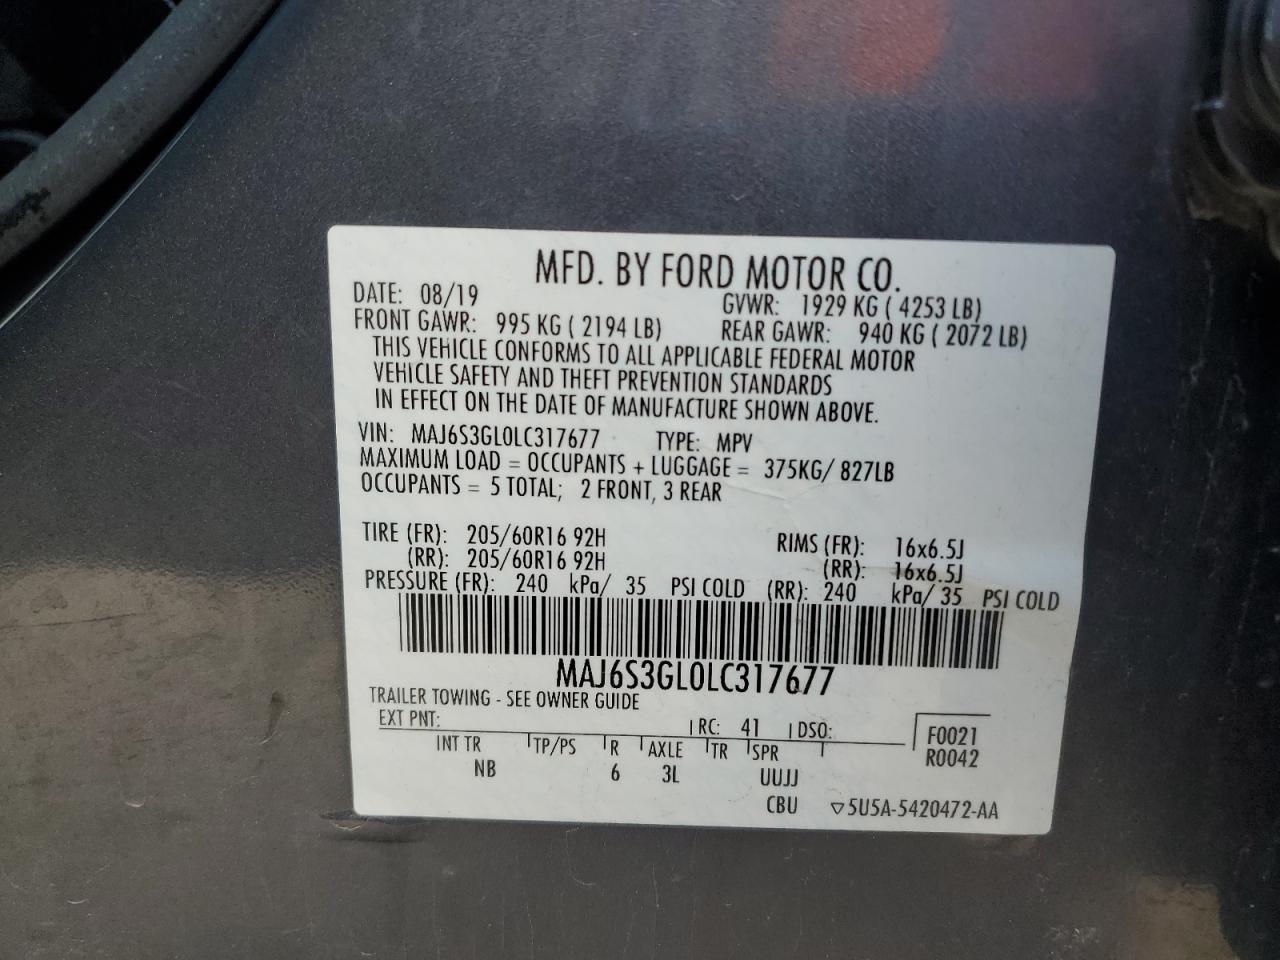 MFD. BY FORD MOTOR CO.
DATE: 08/19 GVWR: 1929 KG ( 4253 LB)
FRONT GAWR: 995 KG ( 2194 LB) REAR GAWR: 940 KG ( 2072 LB)
THIS VEHICLE CONFORMS TO ALL APPLICABLE FEDERAL MOTOR
VEHICLE SAFETY AND THEFT PREVENTION STANDARDS
IN EFFECT ON THE DATE OF MANUFACTURE SHOWN ABOVE.
VIN: MAJ6S3GL0LC317677 TYPE: MPV
MAXIMUM LOAD = OCCUPANTS + LUGGAGE = 375KG/ 827LB
OCCUPANTS = 5 TOTAL; 2 FRONT, 3 REAR
TIRE (FR): 205/60R16 92H RIMS (FR): 16x6.5J
(RR): 205/60R16 92H (RR): 16x6.5J
PRESSURE (FR): 240 kPa/ 35 PSI COLD (RR): 240 kPa/ 35 PSI COLD
MAJ6S3GL0LC317677
TRAILER TOWING - SEE OWNER GUIDE
EXT PNT: RC: 41 DSO: F0021
INT TR TP/PS R AXLE TR SPR R0042
NB 6 3L UUJJ
CBU ▽5U5A-5420472-AA